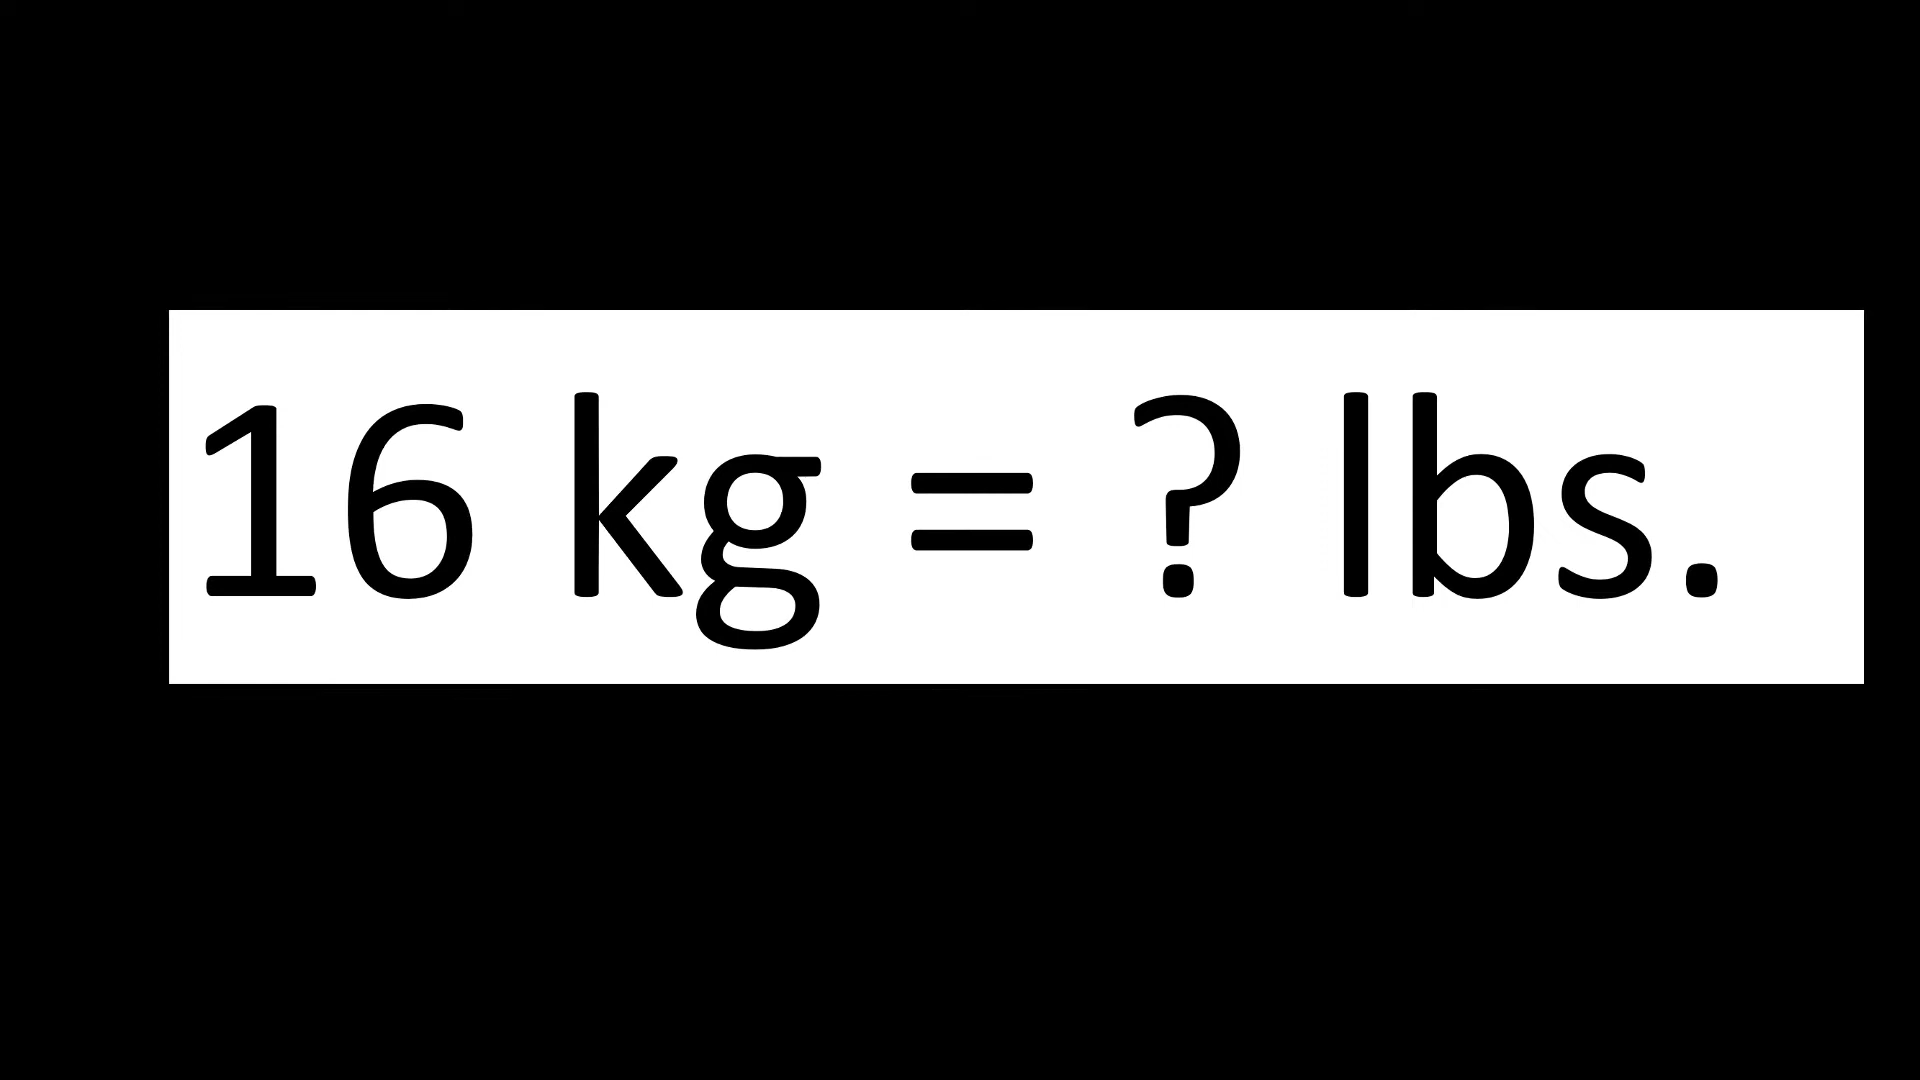 16 kg = ? lbs.